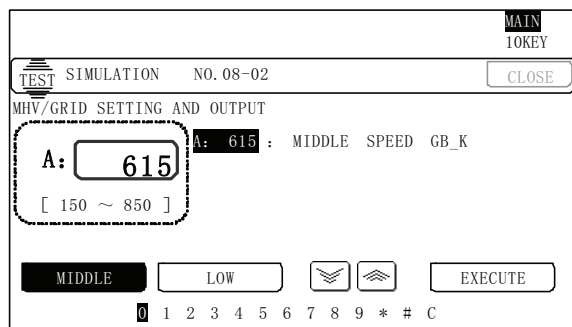 MAIN
10KEY
TEST SIMULATION NO. 08-02 CLOSE
MHV/GRID SETTING AND OUTPUT
A: 615 : MIDDLE SPEED GB_K
A: 615
[ 150 ～ 850 ]
MIDDLE LOW EXECUTE
0 1 2 3 4 5 6 7 8 9 * # C